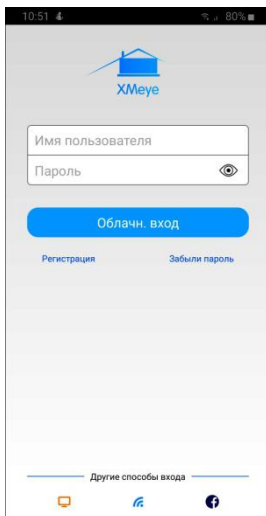 10:51 80%
XMeye
Имя пользователя
Пароль
Облачн. вход
Регистрация Забыли пароль
Другие способы входа